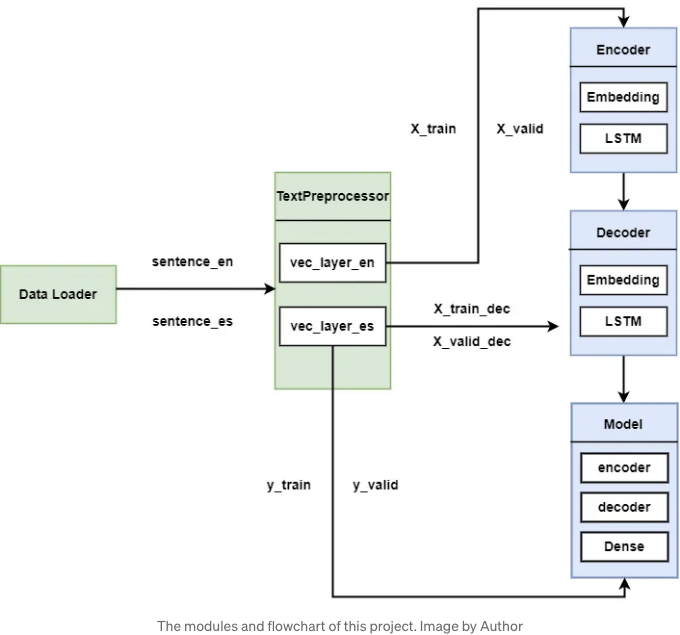 Encoder
Embedding
LSTM
X_train
X_valid
TextPreprocessor
vec_layer_en
vec_layer_es
Data Loader
sentence_en
sentence_es
X_train_dec
X_valid_dec
Decoder
Embedding
LSTM
y_train
y_valid
Model
encoder
decoder
Dense
The modules and flowchart of this project. Image by Author